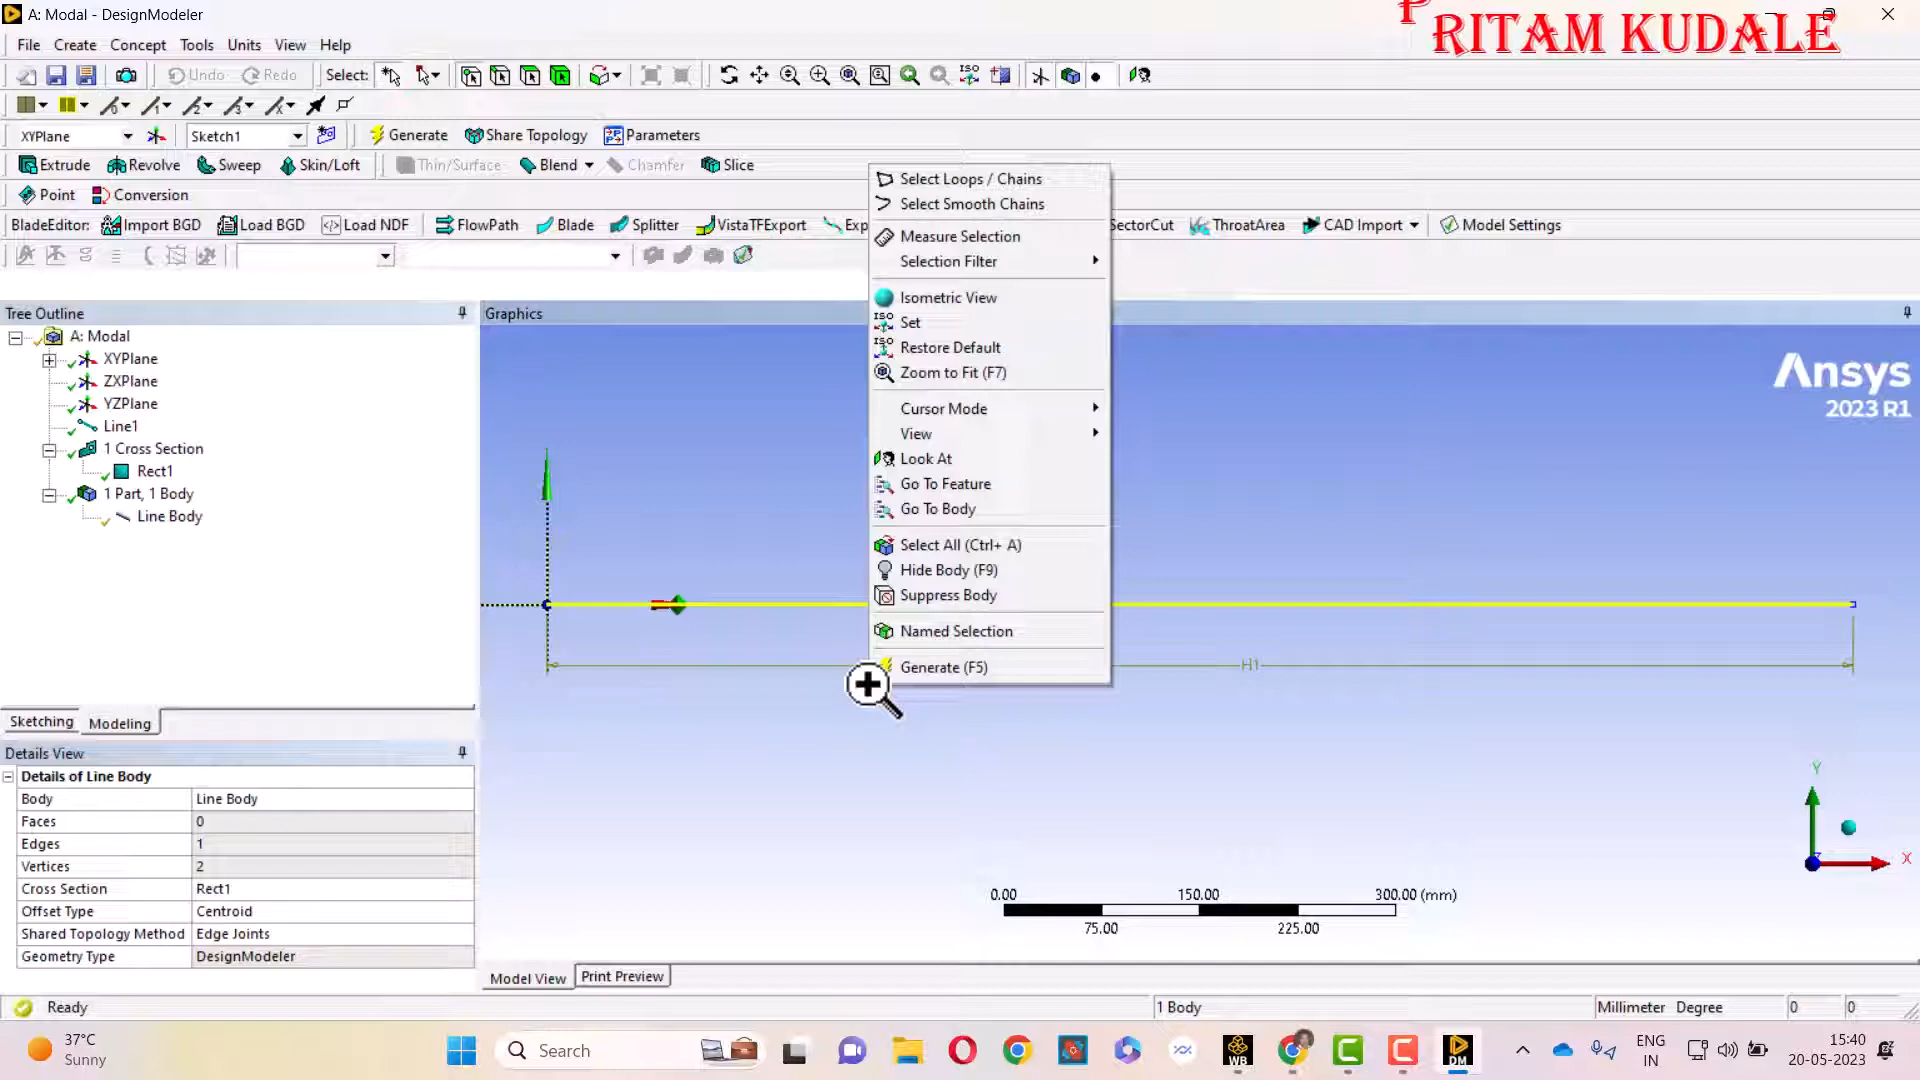 A: Modal - DesignModeler
PRITAM KUDALE
File Create Concept Tools Units View Help
Undo Redo Select: ISO
XYPlane Sketch1 Generate Share Topology Parameters
Extrude Revolve Sweep Skin/Loft Thin/Surface Blend Chamfer Slice
Point Conversion
BladeEditor: Import BGD Load BGD Load NDF FlowPath Blade Splitter VistaTFExport Exp SectorCut ThroatArea CAD Import Model Settings
Select Loops / Chains
Select Smooth Chains
Measure Selection
Selection Filter
Isometric View
ISO Set
ISO Restore Default
Zoom to Fit (F7)
Cursor Mode
View
Look At
Go To Feature
Go To Body
Select All (Ctrl+ A)
Hide Body (F9)
Suppress Body
Named Selection
Generate (F5)
Tree Outline
A: Modal
XYPlane
ZXPlane
YZPlane
Line1
1 Cross Section
Rect1
1 Part, 1 Body
Line Body
Sketching Modeling
Details View
Details of Line Body
Body Line Body
Faces 0
Edges 1
Vertices 2
Cross Section Rect1
Offset Type Centroid
Shared Topology Method Edge Joints
Geometry Type DesignModeler
Graphics
Ansys
2023 R1
H1
Y
X
0.00 150.00 300.00 (mm)
75.00 225.00
Model View Print Preview
Ready 1 Body Millimeter Degree 0 0
37°C
Sunny
Search
WB
DM
ENG
IN
15:40
20-05-2023